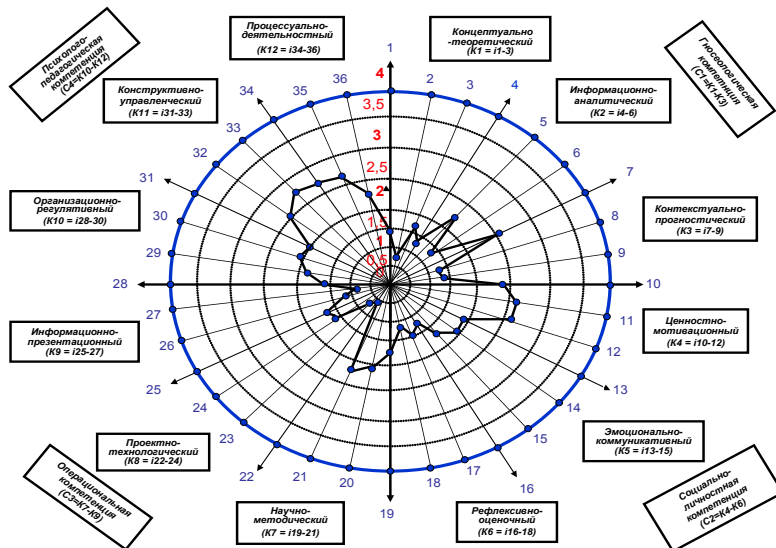 Психолого-
педагогическая
компетенция
(С4=К10-К12)
Процессуально-
деятельностный
(К12 = i34-36)
Концептуально
-теоретический
(К1 = i1-3)
Гносеологическая
компетенция
(С1=К1-К3)
Конструктивно-
управленческий
(К11 = i31-33)
Информационно-
аналитический
(К2 = i4-6)
Организационно-
регулятивный
(К10 = i28-30)
Контекстуально-
прогностический
(К3 = i7-9)
Информационно-
презентационный
(К9 = i25-27)
Ценностно-
мотивационный
(К4 = i10-12)
Проектно-
технологический
(К8 = i22-24)
Эмоционально-
коммуникативный
(К5 = i13-15)
Операциональная
компетенция
(С3=К7-К9)
Научно-
методический
(К7 = i19-21)
Рефлексивно-
оценочный
(К6 = i16-18)
Социально-
личностная
компетенция
(С2=К4-К6)
1
2
3
4
5
6
7
8
9
10
11
12
13
14
15
16
17
18
19
20
21
22
23
24
25
26
27
28
29
30
31
32
33
34
35
36
4
3,5
3
2,5
2
1,5
1
0,5
0